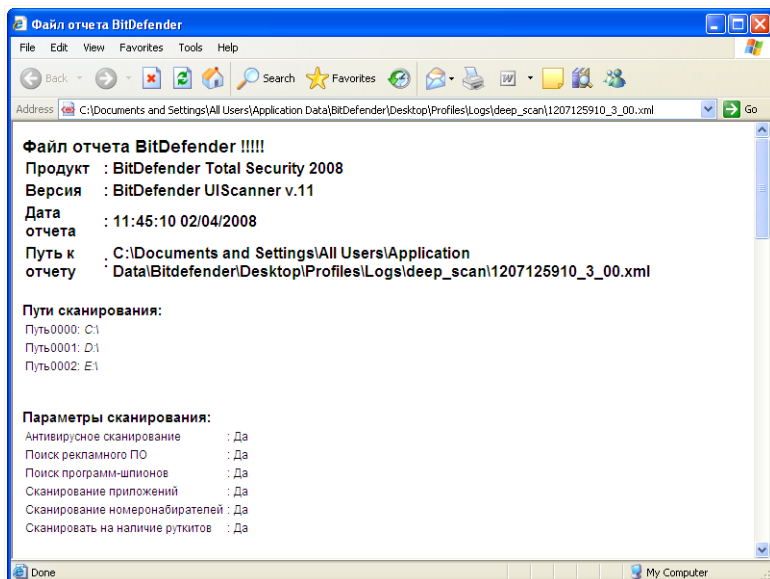 Файл отчета BitDefender
File Edit View Favorites Tools Help
Back Search Favorites
Address C:\Documents and Settings\All Users\Application Data\BitDefender\Desktop\Profiles\Logs\deep_scan\1207125910_3_00.xml Go
Файл отчета BitDefender !!!!!
Продукт : BitDefender Total Security 2008
Версия : BitDefender UIScanner v.11
Дата отчета : 11:45:10 02/04/2008
Путь к отчету : C:\Documents and Settings\All Users\Application
Data\Bitdefender\Desktop\Profiles\Logs\deep_scan\1207125910_3_00.xml
Пути сканирования:
Путь0000: C:\
Путь0001: D:\
Путь0002: E:\
Параметры сканирования:
Антивирусное сканирование : Да
Поиск рекламного ПО : Да
Поиск программ-шпионов : Да
Сканирование приложений : Да
Сканирование номеронабирателей : Да
Сканировать на наличие руткитов : Да
Done My Computer